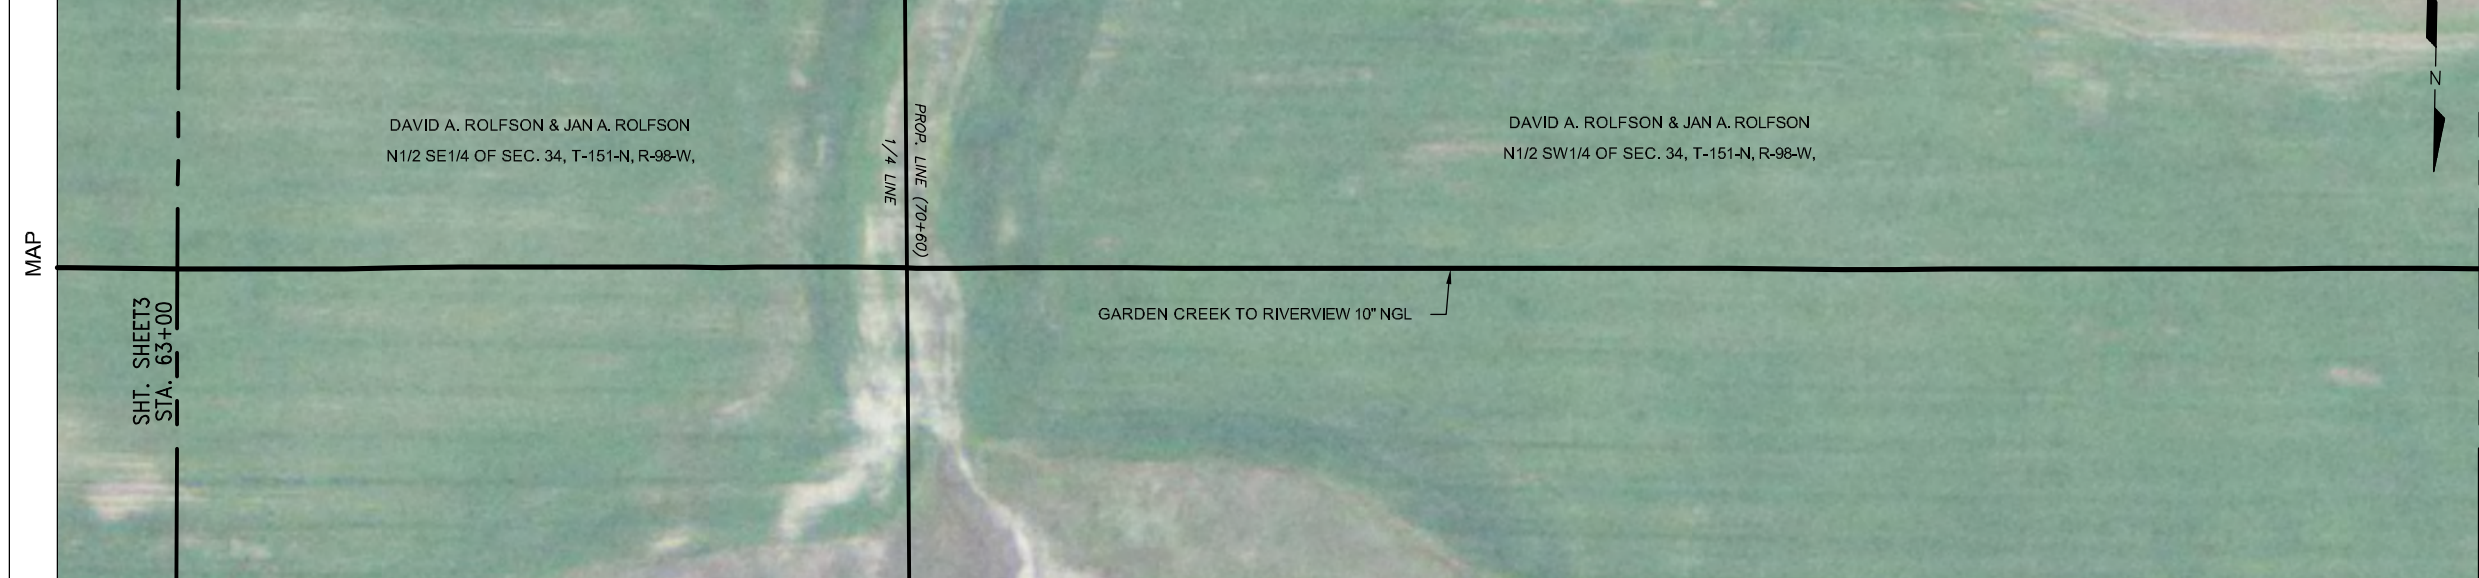 MAP
SHT. SHEET3
STA. 63+00
DAVID A. ROLFSON & JAN A. ROLFSON
N1/2 SE1/4 OF SEC. 34, T-151-N, R-98-W,
PROP. LINE (70+60)
1/4 LINE
DAVID A. ROLFSON & JAN A. ROLFSON
N1/2 SW1/4 OF SEC. 34, T-151-N, R-98-W,
GARDEN CREEK TO RIVERVIEW 10" NGL
N